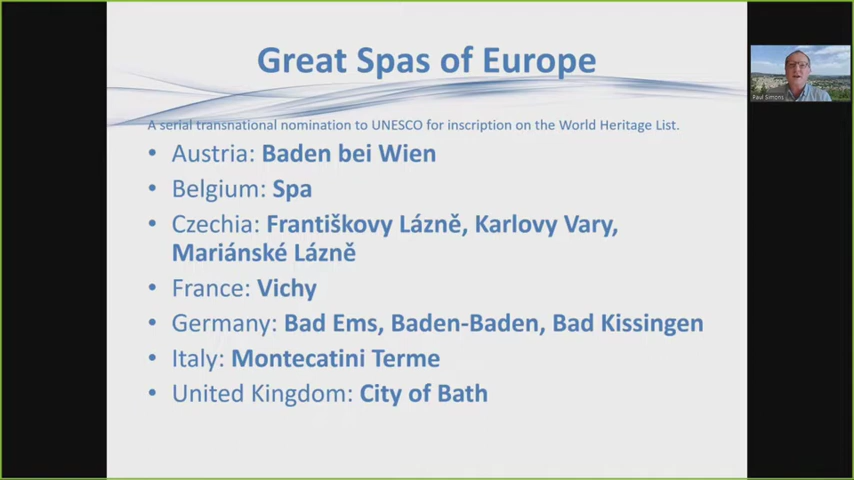 Great Spas of Europe
A serial transnational nomination to UNESCO for inscription on the World Heritage List.
• Austria: Baden bei Wien
• Belgium: Spa
• Czechia: Františkovy Lázně, Karlovy Vary,
Mariánské Lázně
• France: Vichy
• Germany: Bad Ems, Baden-Baden, Bad Kissingen
• Italy: Montecatini Terme
• United Kingdom: City of Bath
Paul Simons